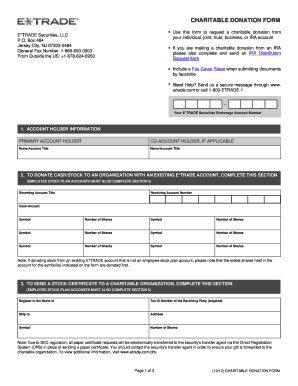 E*TRADE
CHARITABLE DONATION FORM
E*TRADE Securities, LLC
P.O. Box 484
Jersey City, NJ 07303-0484
General Fax Number: 1-866-650-0003
From Outside the US: +1-678-624-6950
• Use this form to request a charitable donation from
your individual, joint, trust, business, or IRA account
• If you are making a charitable donation from an IRA
please also complete and send an IRA Distribution
Request form
• Include a Fax Cover Sheet when submitting documents
by facsimile
• Need Help? Send us a secure message through www.
etrade.com or call 1-800-ETRADE-1
Your E*TRADE Securities Brokerage Account Number
1. ACCOUNT HOLDER INFORMATION
PRIMARY ACCOUNT HOLDER
CO-ACCOUNT HOLDER, IF APPLICABLE
Name/Account Title
Name/Account Title
2. TO DONATE CASH/STOCK TO AN ORGANIZATION WITH AN EXISTING E*TRADE ACCOUNT, COMPLETE THIS SECTION
(EMPLOYEE STOCK PLAN ACCOUNTS MUST ALSO COMPLETE SECTION 5)
Receiving Account Title
Receiving Account Number
Cash Amount
Symbol
Number of Shares
Symbol
Number of Shares
Symbol
Number of Shares
Symbol
Number of Shares
Symbol
Number of Shares
Symbol
Number of Shares
Note: If donating stock from an E*TRADE account that is not an employee stock plan account, please note that the oldest shares held in
account for the symbol(s) indicated on the form are donated first.
3. TO SEND A STOCK CERTIFICATE TO A CHARITABLE ORGANIZATION, COMPLETE THIS SECTION
(EMPLOYEE STOCK PLAN ACCOUNTS MUST ALSO COMPLETE SECTION 5)
Register in the Name of
Tax ID Number of the Receiving Party (required)
Ship to
Address
Symbol
Number of Shares
Note: Due to SEC regulation, all paper certificate requests will be electronically transferred to the security's transfer agent via the Direct Registration
System (DRS) in place of sending a paper certificate. You should contact the security's transfer agent in order to ensure your gift is forwarded to the
charitable organization. To view additional information, visit www.etrade.com/drs.
Page 1 of 2
(10/12) CHARITABLE DONATION FORM